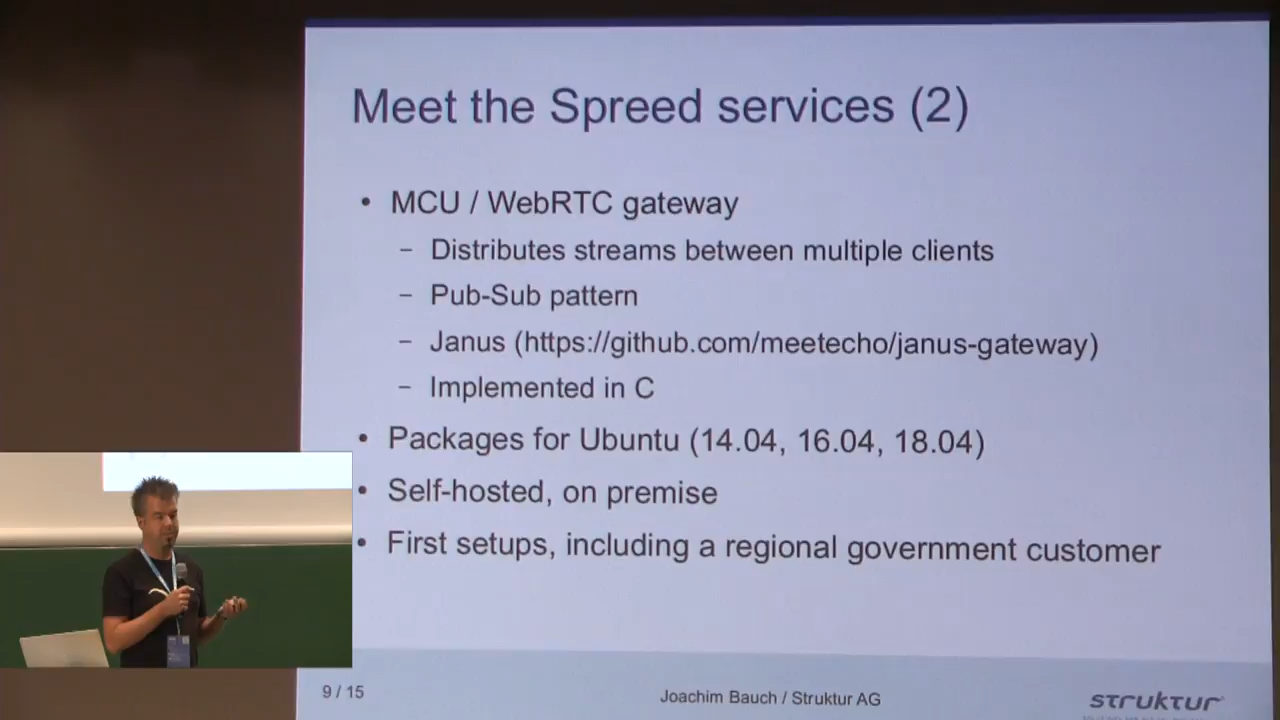 Meet the Spreed services (2)
• MCU / WebRTC gateway
– Distributes streams between multiple clients
– Pub-Sub pattern
– Janus (https://github.com/meetecho/janus-gateway)
– Implemented in C
• Packages for Ubuntu (14.04, 16.04, 18.04)
• Self-hosted, on premise
• First setups, including a regional government customer
9 / 15
Joachim Bauch / Struktur AG
struktur